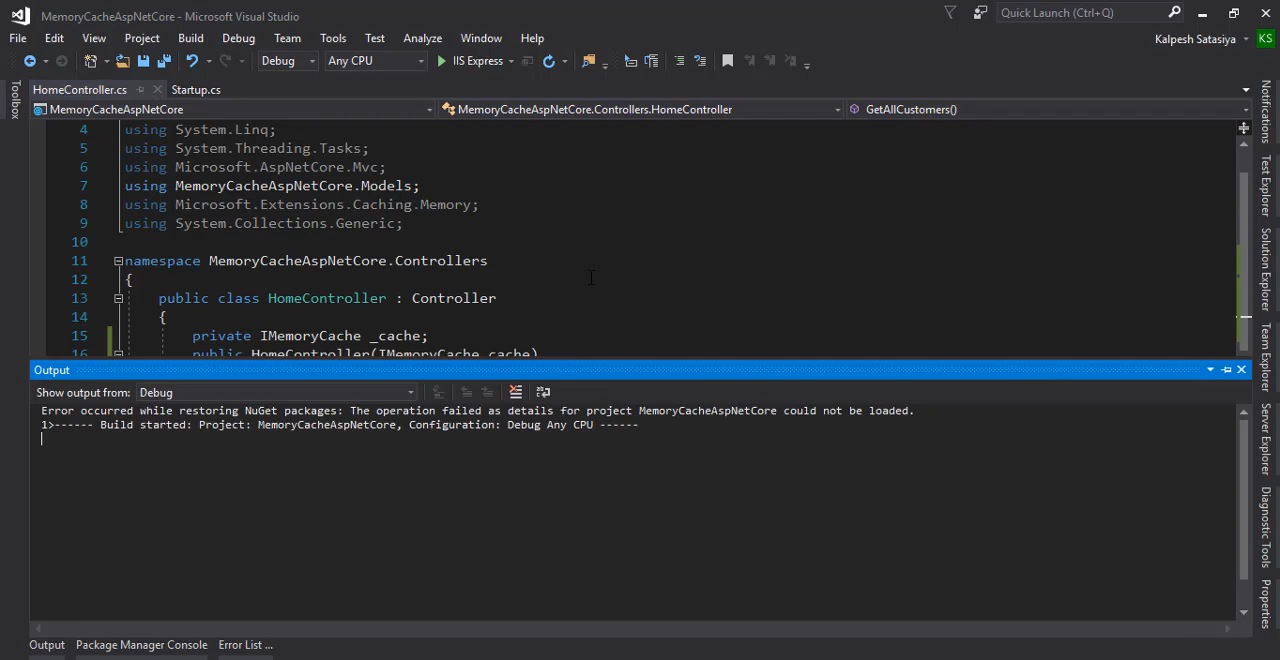 MemoryCacheAspNetCore - Microsoft Visual Studio
Quick Launch (Ctrl+Q)
File Edit View Project Build Debug Team Tools Test Analyze Window Help
Kalpesh Satasiya KS
Debug Any CPU IIS Express
HomeController.cs Startup.cs
MemoryCacheAspNetCore MemoryCacheAspNetCore.Controllers.HomeController GetAllCustomers()
4 using System.Linq;
5 using System.Threading.Tasks;
6 using Microsoft.AspNetCore.Mvc;
7 using MemoryCacheAspNetCore.Models;
8 using Microsoft.Extensions.Caching.Memory;
9 using System.Collections.Generic;
10
11 namespace MemoryCacheAspNetCore.Controllers
12 {
13 public class HomeController : Controller
14 {
15 private IMemoryCache _cache;
16 public HomeController(IMemoryCache cache)
Output
Show output from: Debug
Error occurred while restoring NuGet packages: The operation failed as details for project MemoryCacheAspNetCore could not be loaded.
1>------ Build started: Project: MemoryCacheAspNetCore, Configuration: Debug Any CPU ------
Output Package Manager Console Error List ...
Toolbox
Notifications
Test Explorer
Solution Explorer
Team Explorer
Server Explorer
Diagnostic Tools
Properties